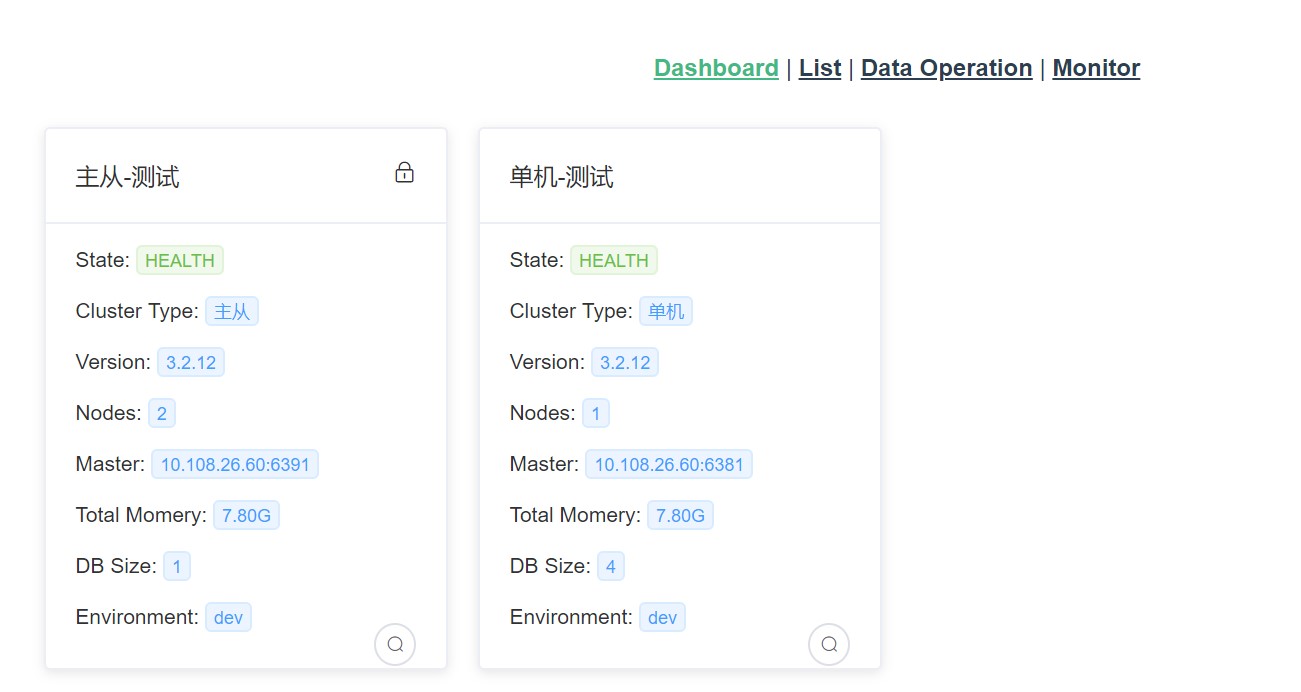 Dashboard | List | Data Operation | Monitor
主从-测试
State: HEALTH
Cluster Type: 主从
Version: 3.2.12
Nodes: 2
Master: 10.108.26.60:6391
Total Momery: 7.80G
DB Size: 1
Environment: dev
单机-测试
State: HEALTH
Cluster Type: 单机
Version: 3.2.12
Nodes: 1
Master: 10.108.26.60:6381
Total Momery: 7.80G
DB Size: 4
Environment: dev